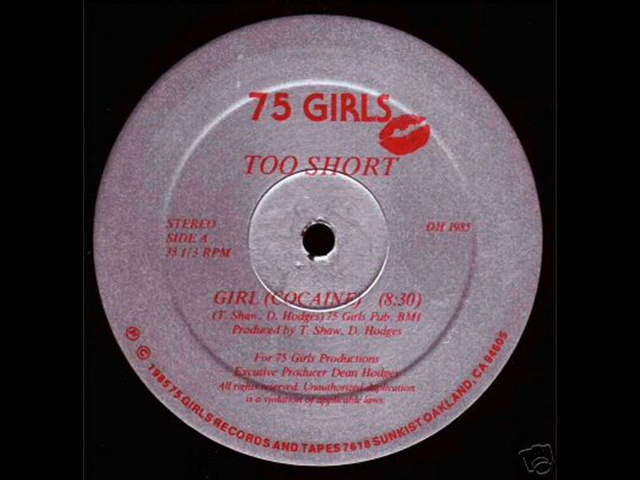 75 GIRLS
TOO SHORT
STEREO
SIDE A
33 1/3 RPM
DH 1985
GIRL (COCAINE) (8:30)
(T. Shaw, D. Hodges) 75 Girls Pub. BMI
Produced by T. Shaw, D. Hodges
For 75 Girls Productions
Excutive Producer Dean Hodges
All rights reserved. Unauthorized duplication
is a violation of applicable laws.
℗ © 1985 75 GIRLS RECORDS AND TAPES 7618 SUNKIST OAKLAND, CA 94605